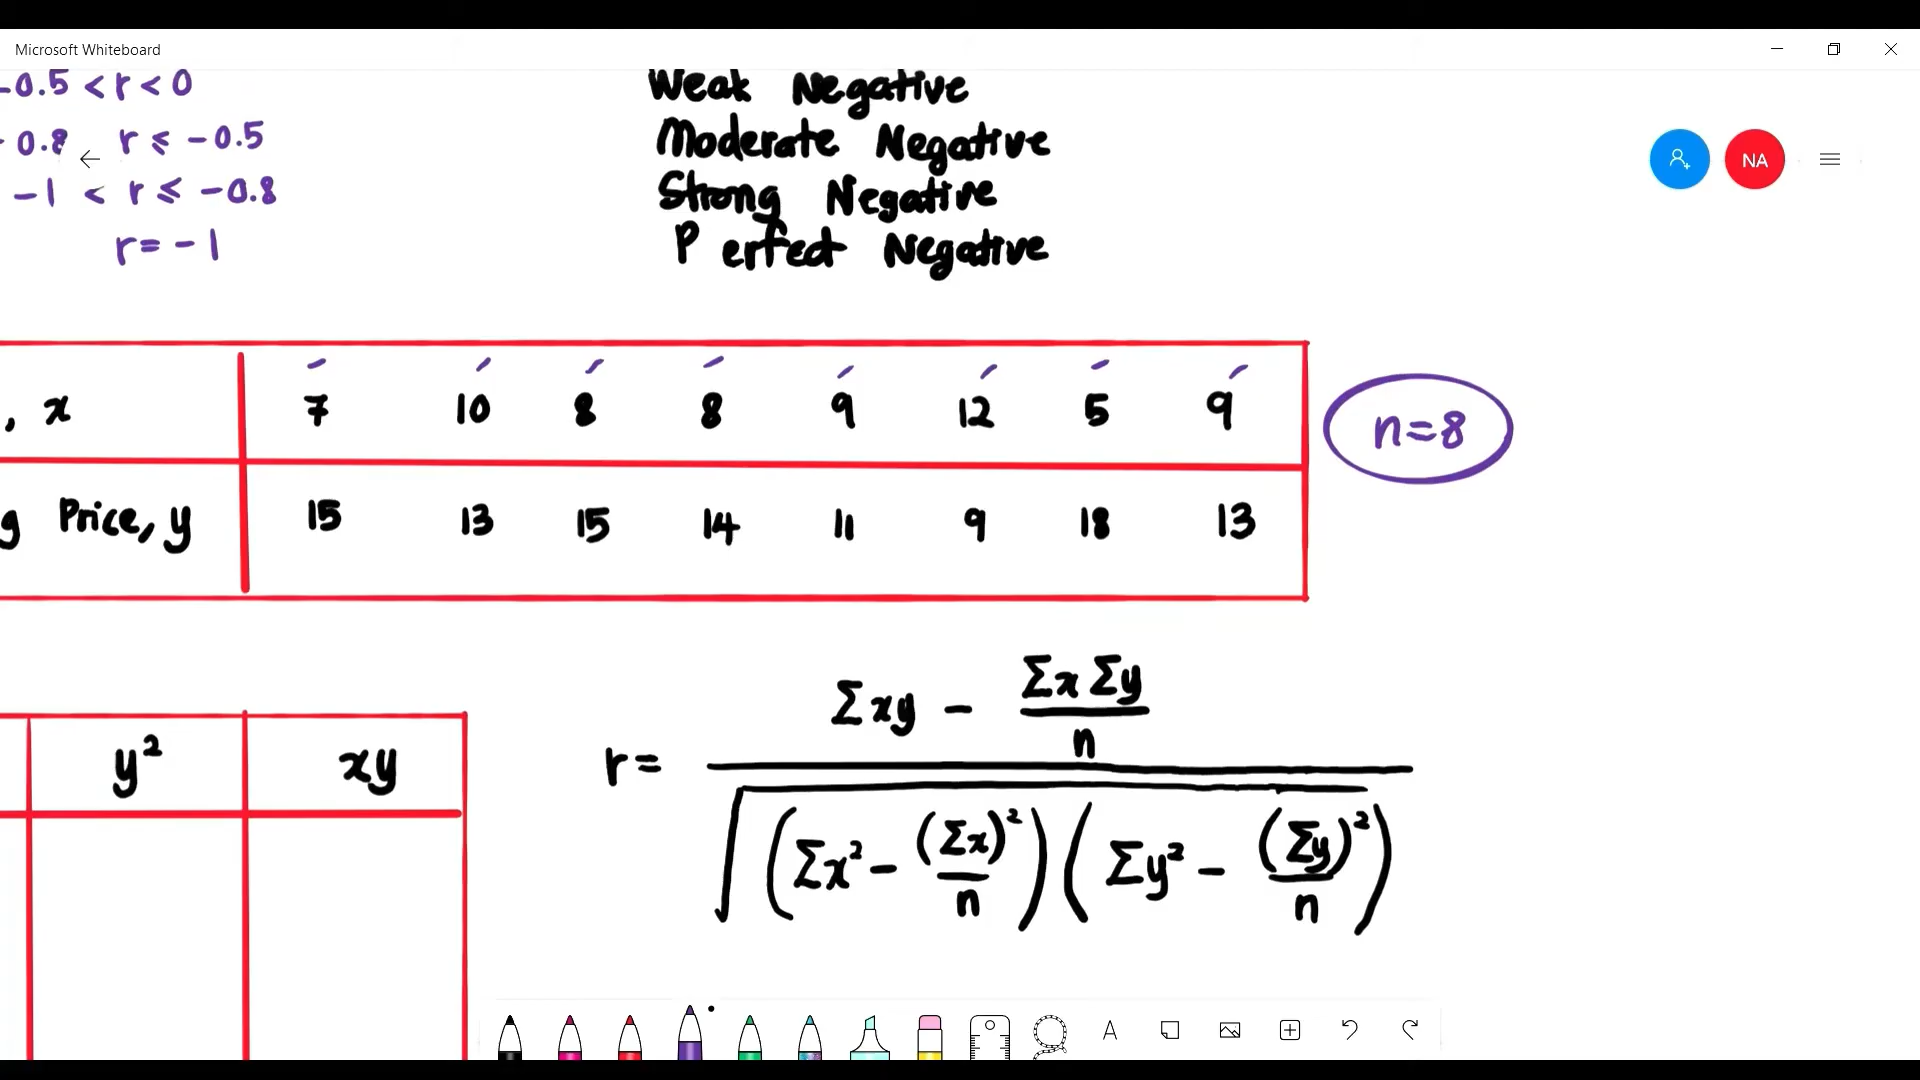 Microsoft Whiteboard
-0.5 < r < 0 Weak Negative
- 0.8 r ≤ -0.5 Moderate Negative
-1 < r ≤ -0.8 Strong Negative
r = -1 Perfect Negative
NA
, x 7 10 8 8 9 12 5 9
n=8
g Price, y 15 13 15 14 11 9 18 13
y² xy
r = (Σxy - (Σx Σy)/n) / √((Σx² - (Σx)²/n)(Σy² - (Σy)²/n))
A